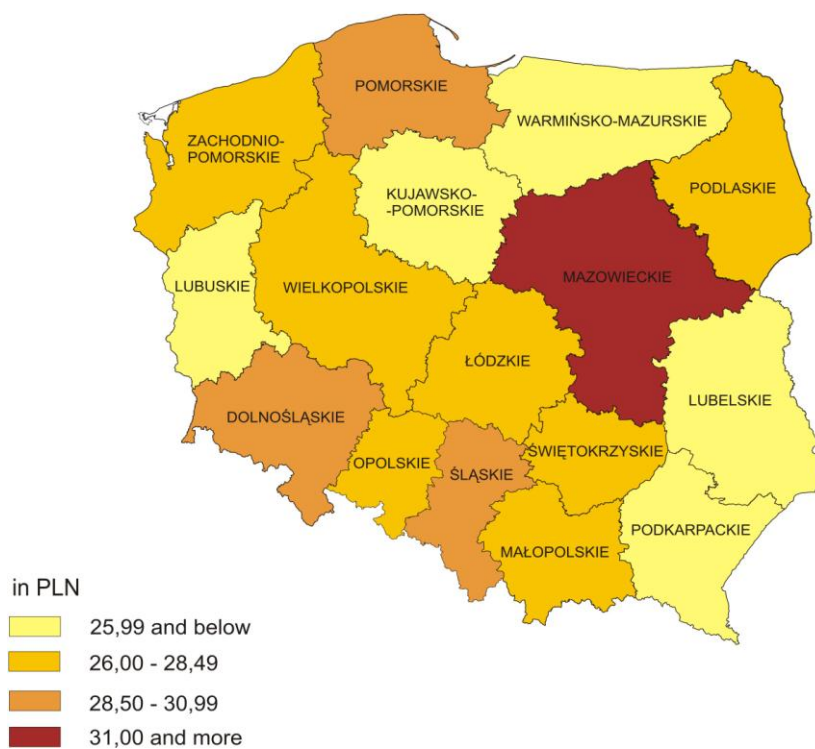 POMORSKIE
WARMIŃSKO-MAZURSKIE
ZACHODNIO-
POMORSKIE
PODLASKIE
KUJAWSKO-
-POMORSKIE
MAZOWIECKIE
LUBUSKIE
WIELKOPOLSKIE
ŁÓDZKIE
LUBELSKIE
DOLNOŚLĄSKIE
ŚWIĘTOKRZYSKIE
OPOLSKIE
ŚLĄSKIE
PODKARPACKIE
MAŁOPOLSKIE
in PLN
25,99 and below
26,00 - 28,49
28,50 - 30,99
31,00 and more